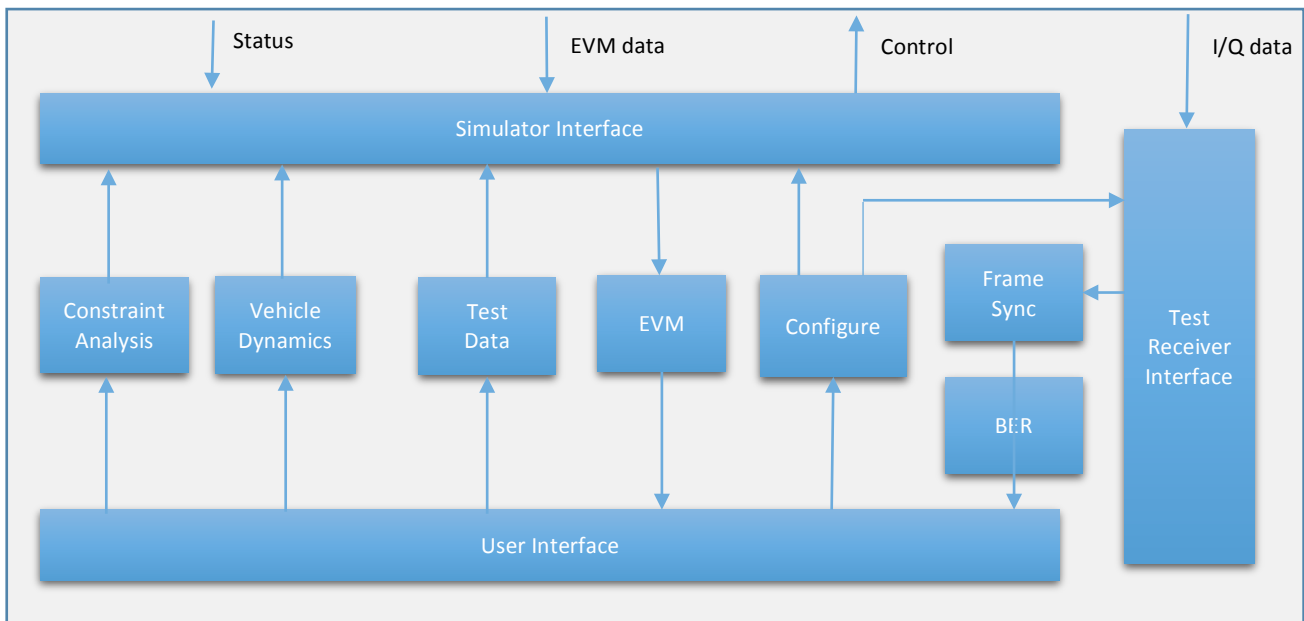 Status
EVM data
Control
I/Q data
Simulator Interface
Constraint
Analysis
Vehicle
Dynamics
Test
Data
EVM
Configure
Frame
Sync
Test
Receiver
Interface
BER
User Interface